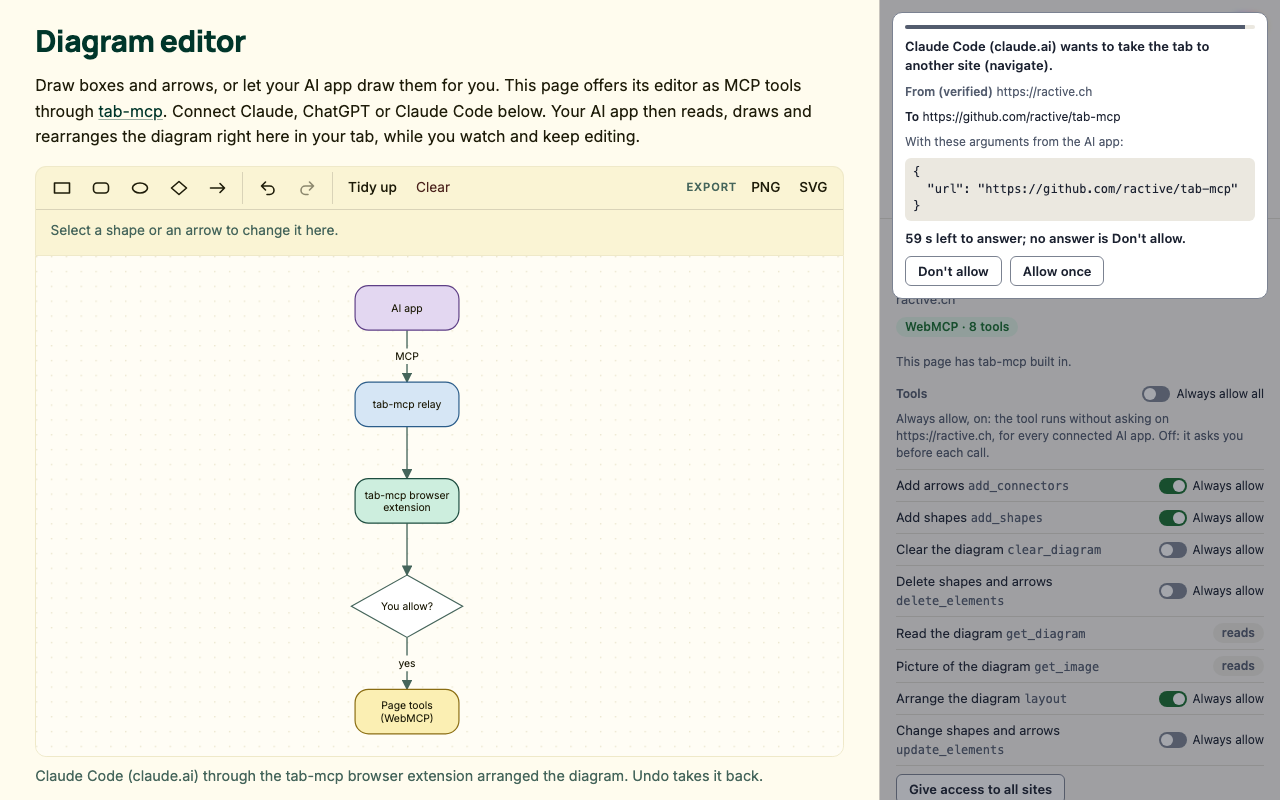 Diagram editor
Draw boxes and arrows, or let your AI app draw them for you. This page offers its editor as MCP tools
through tab-mcp. Connect Claude, ChatGPT or Claude Code below. Your AI app then reads, draws and
rearranges the diagram right here in your tab, while you watch and keep editing.
Tidy up Clear EXPORT PNG SVG
Select a shape or an arrow to change it here.
AI app
MCP
tab-mcp relay
tab-mcp browser
extension
You allow?
yes
Page tools
(WebMCP)
Claude Code (claude.ai) through the tab-mcp browser extension arranged the diagram. Undo takes it back.
Claude Code (claude.ai) wants to take the tab to
another site (navigate).
From (verified) https://ractive.ch
To https://github.com/ractive/tab-mcp
With these arguments from the AI app:
{
"url": "https://github.com/ractive/tab-mcp"
}
59 s left to answer; no answer is Don't allow.
Don't allow Allow once
ractive.ch
WebMCP · 8 tools
This page has tab-mcp built in.
Tools Always allow all
Always allow, on: the tool runs without asking on
https://ractive.ch, for every connected AI app. Off: it asks you
before each call.
Add arrows add_connectors Always allow
Add shapes add_shapes Always allow
Clear the diagram clear_diagram Always allow
Delete shapes and arrows
delete_elements Always allow
Read the diagram get_diagram reads
Picture of the diagram get_image reads
Arrange the diagram layout Always allow
Change shapes and arrows
update_elements Always allow
Give access to all sites